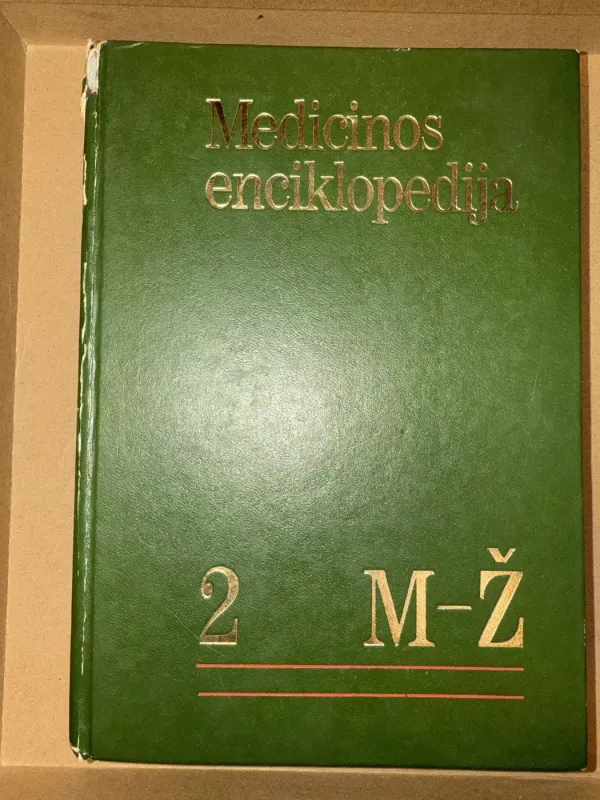 Medicinos
enciklopedija
2 M–Ž